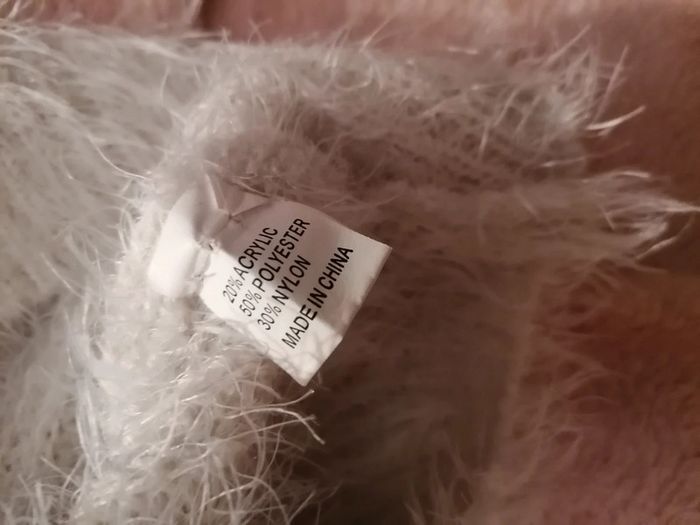 20% ACRYLIC
50% POLYESTER
30% NYLON
MADE IN CHINA